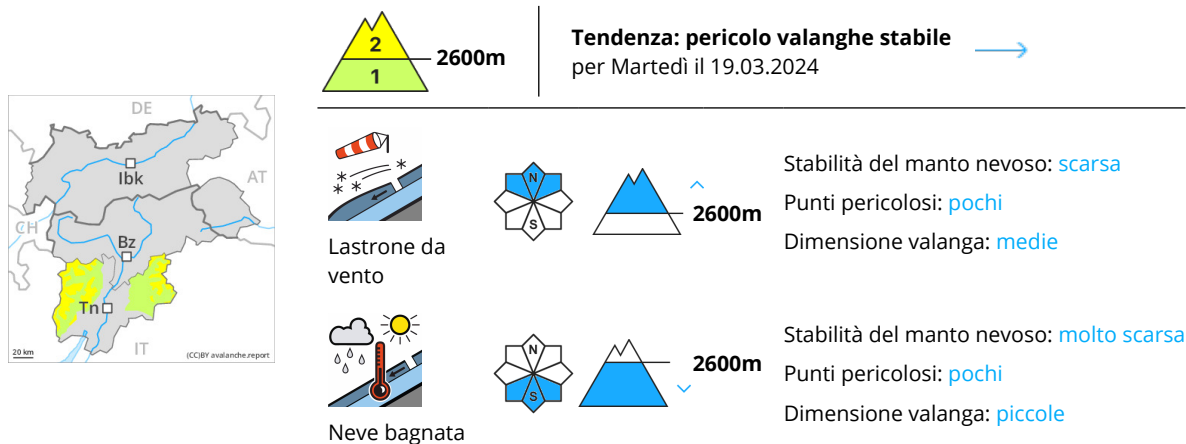 2
1
2600m
Tendenza: pericolo valanghe stabile
per Martedì il 19.03.2024
DE
AT
CH
IT
Ibk
Bz
Tn
20 km
(CC)BY avalanche.report
Lastrone da
vento
N
S
2600m
Stabilità del manto nevoso: scarsa
Punti pericolosi: pochi
Dimensione valanga: medie
Neve bagnata
N
S
2600m
Stabilità del manto nevoso: molto scarsa
Punti pericolosi: pochi
Dimensione valanga: piccole